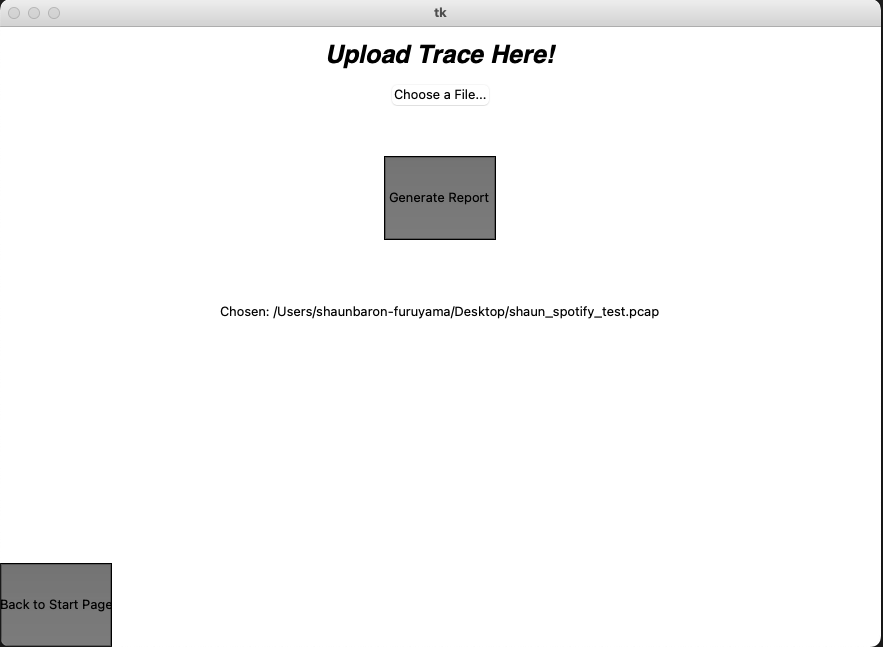 tk
Upload Trace Here!
Choose a File...
Generate Report
Chosen: /Users/shaunbaron-furuyama/Desktop/shaun_spotify_test.pcap
Back to Start Page